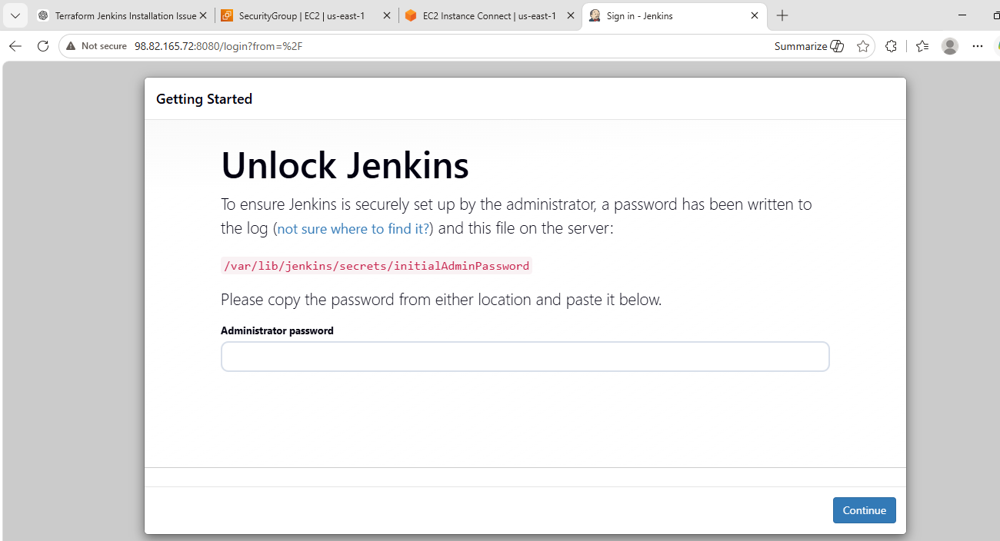 Terraform Jenkins Installation Issue
SecurityGroup | EC2 | us-east-1
EC2 Instance Connect | us-east-1
Sign in - Jenkins
Not secure
98.82.165.72:8080/login?from=%2F
Summarize
Getting Started
Unlock Jenkins
To ensure Jenkins is securely set up by the administrator, a password has been written to
the log (not sure where to find it?) and this file on the server:
/var/lib/jenkins/secrets/initialAdminPassword
Please copy the password from either location and paste it below.
Administrator password
Continue